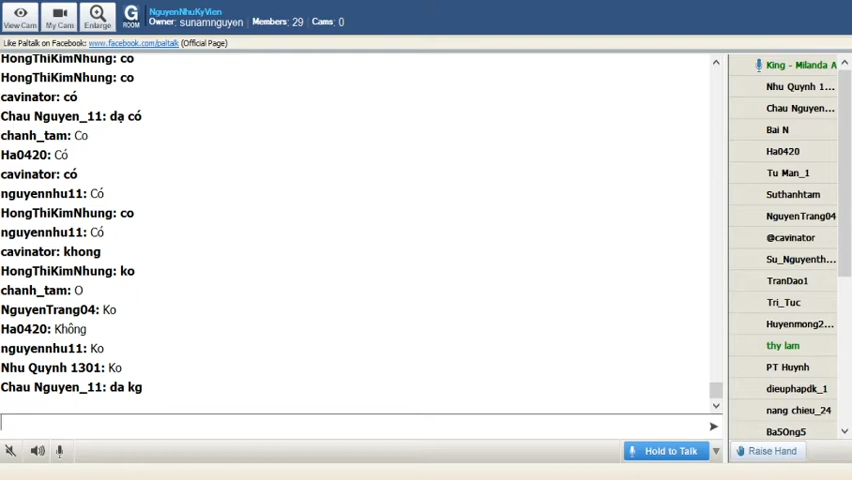 View Cam
My Cam
Enlarge
G
ROOM
NguyenNhuKyVien
Owner: sunamnguyen Members: 29 Cams: 0
Like Paltalk on Facebook: www.facebook.com/paltalk (Official Page)
HongThiKimNhung: co
HongThiKimNhung: co
cavinator: có
Chau Nguyen_11: dạ có
chanh_tam: Co
Ha0420: Có
cavinator: có
nguyennhu11: Có
HongThiKimNhung: co
nguyennhu11: Có
cavinator: khong
HongThiKimNhung: ko
chanh_tam: O
NguyenTrang04: Ko
Ha0420: Không
nguyennhu11: Ko
Nhu Quynh 1301: Ko
Chau Nguyen_11: da kg
Hold to Talk
King - Milanda A
Nhu Quynh 1...
Chau Nguyen...
Bai N
Ha0420
Tu Man_1
Suthanhtam
NguyenTrang04
@cavinator
Su_Nguyenth...
TranDao1
Tri_Tuc
Huyenmong2...
thy lam
PT Huynh
dieuphapdk_1
nang chieu_24
Ba5Ong5
Raise Hand